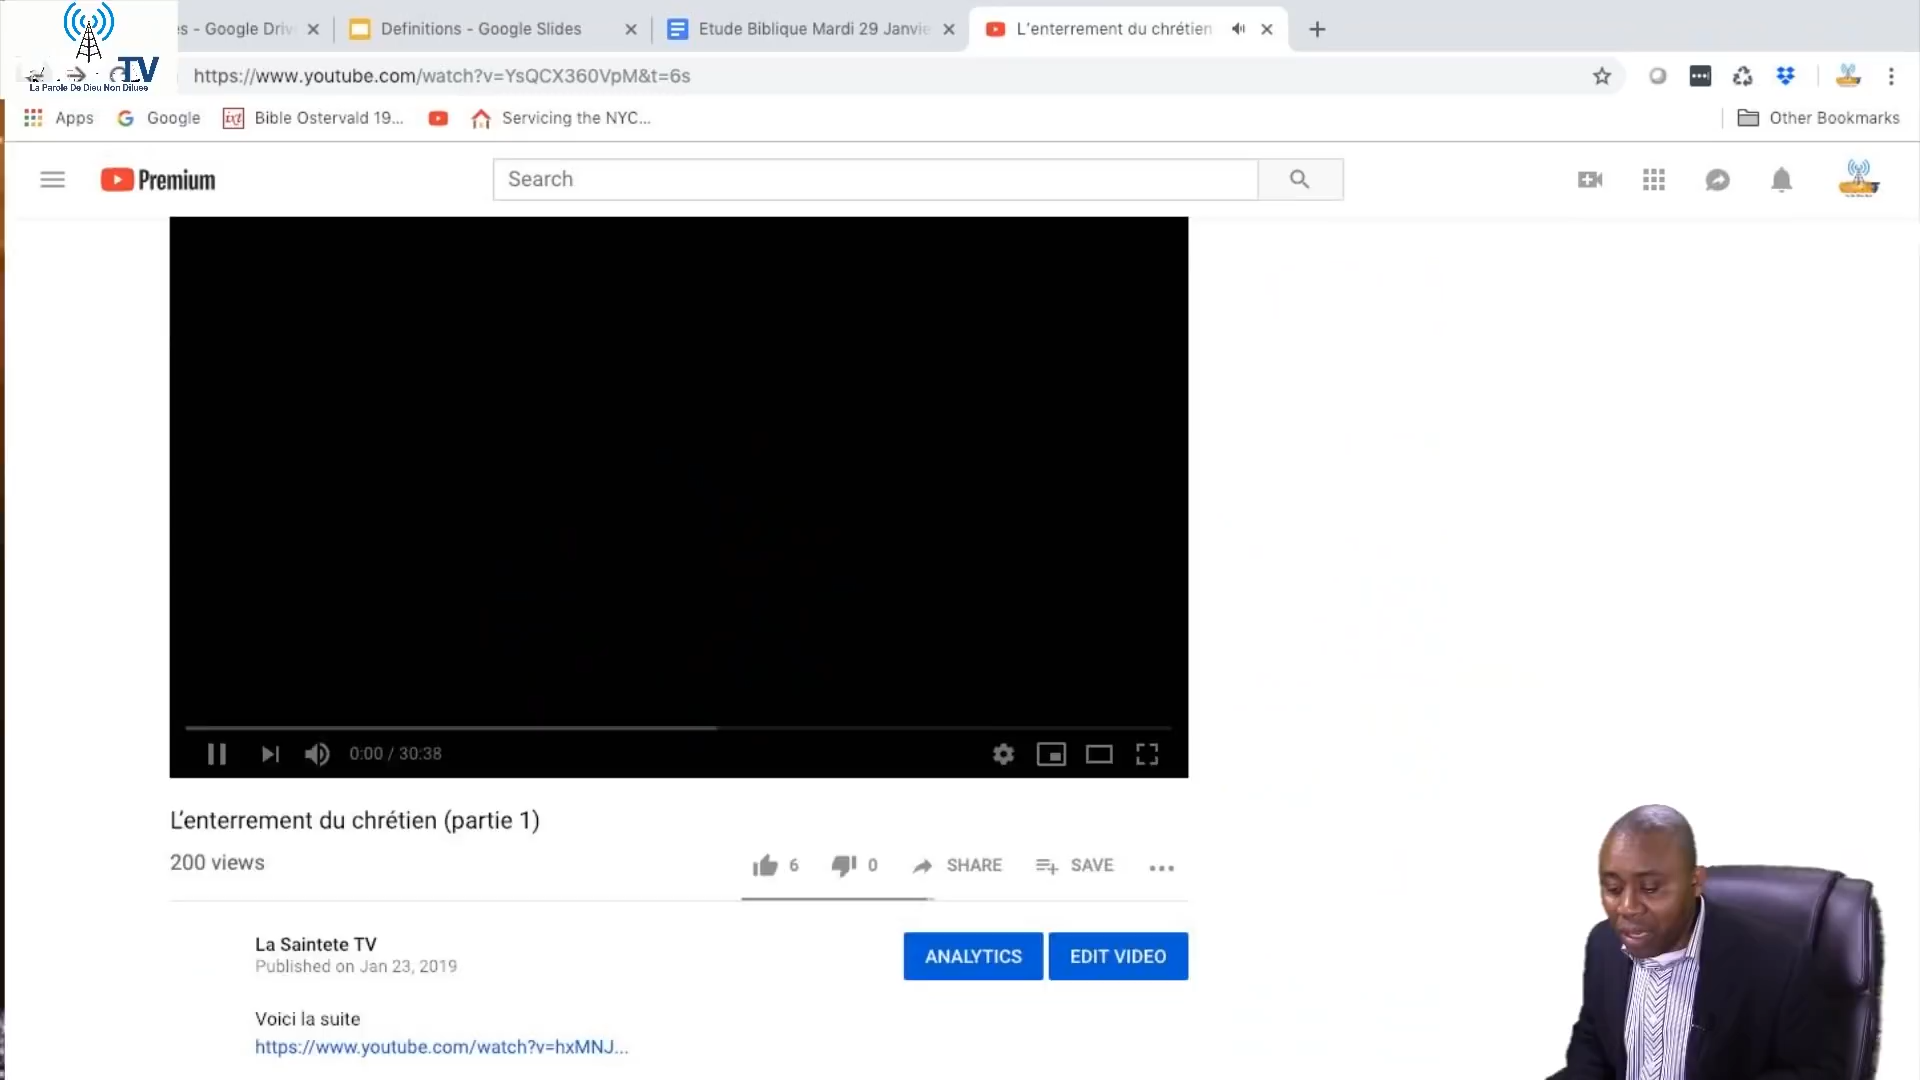 TV
La Parole De Dieu Non Diluee
es - Google Driv
Definitions - Google Slides
Etude Biblique Mardi 29 Janvie
L'enterrement du chrétien
https://www.youtube.com/watch?v=YsQCX360VpM&t=6s
Apps
Google
Bible Ostervald 19...
Servicing the NYC...
Other Bookmarks
Premium
Search
0:00 / 30:38
L'enterrement du chrétien (partie 1)
200 views
6
0
SHARE
SAVE
La Saintete TV
Published on Jan 23, 2019
ANALYTICS
EDIT VIDEO
Voici la suite
https://www.youtube.com/watch?v=hxMNJ...